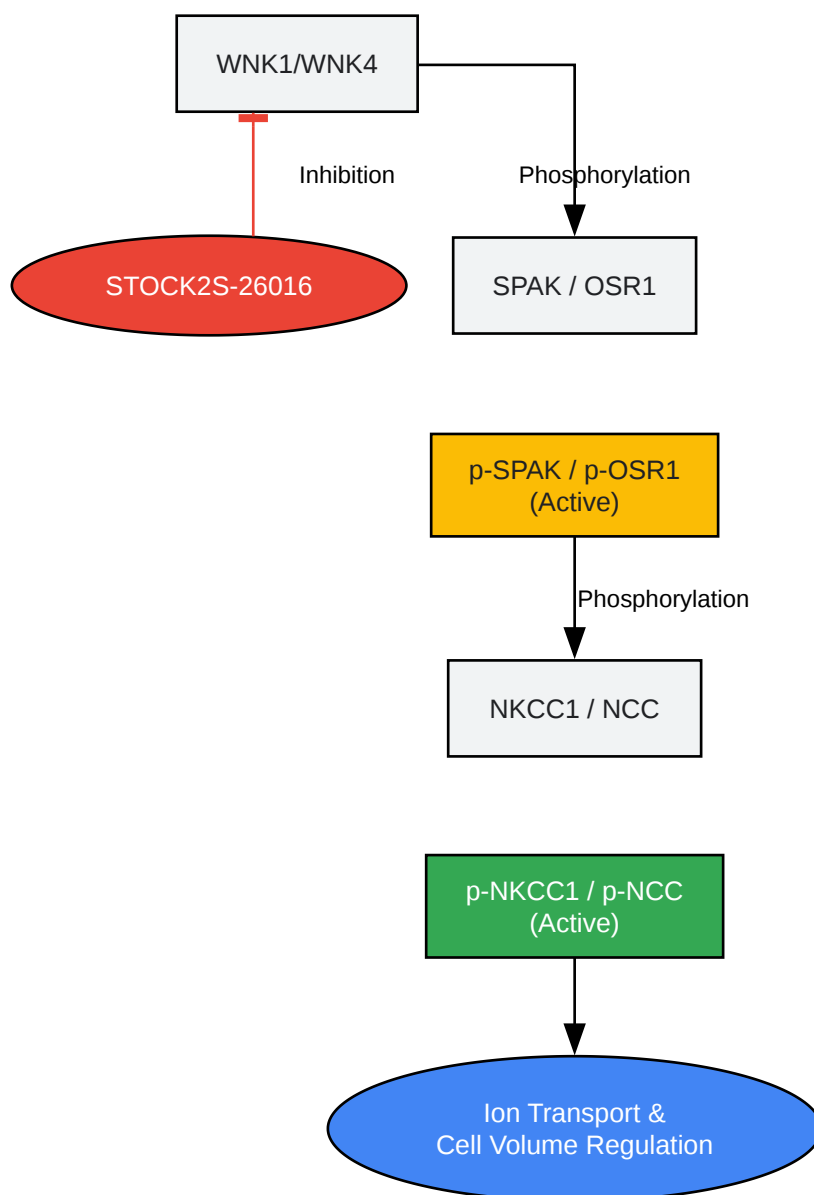 WNK1/WNK4
Inhibition
Phosphorylation
STOCK2S-26016
SPAK / OSR1
p-SPAK / p-OSR1
(Active)
Phosphorylation
NKCC1 / NCC
p-NKCC1 / p-NCC
(Active)
Ion Transport &
Cell Volume Regulation